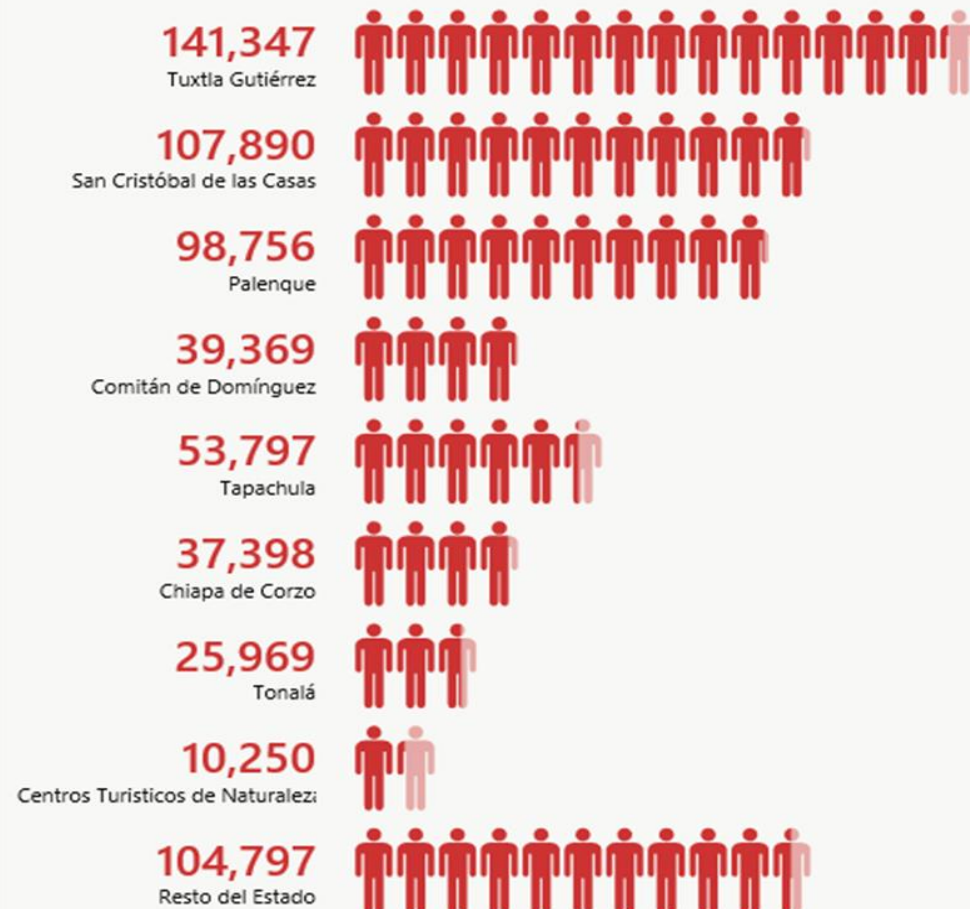 141,347
Tuxtla Gutiérrez
107,890
San Cristóbal de las Casas
98,756
Palenque
39,369
Comitán de Domínguez
53,797
Tapachula
37,398
Chiapa de Corzo
25,969
Tonalá
10,250
Centros Turisticos de Naturaleza
104,797
Resto del Estado